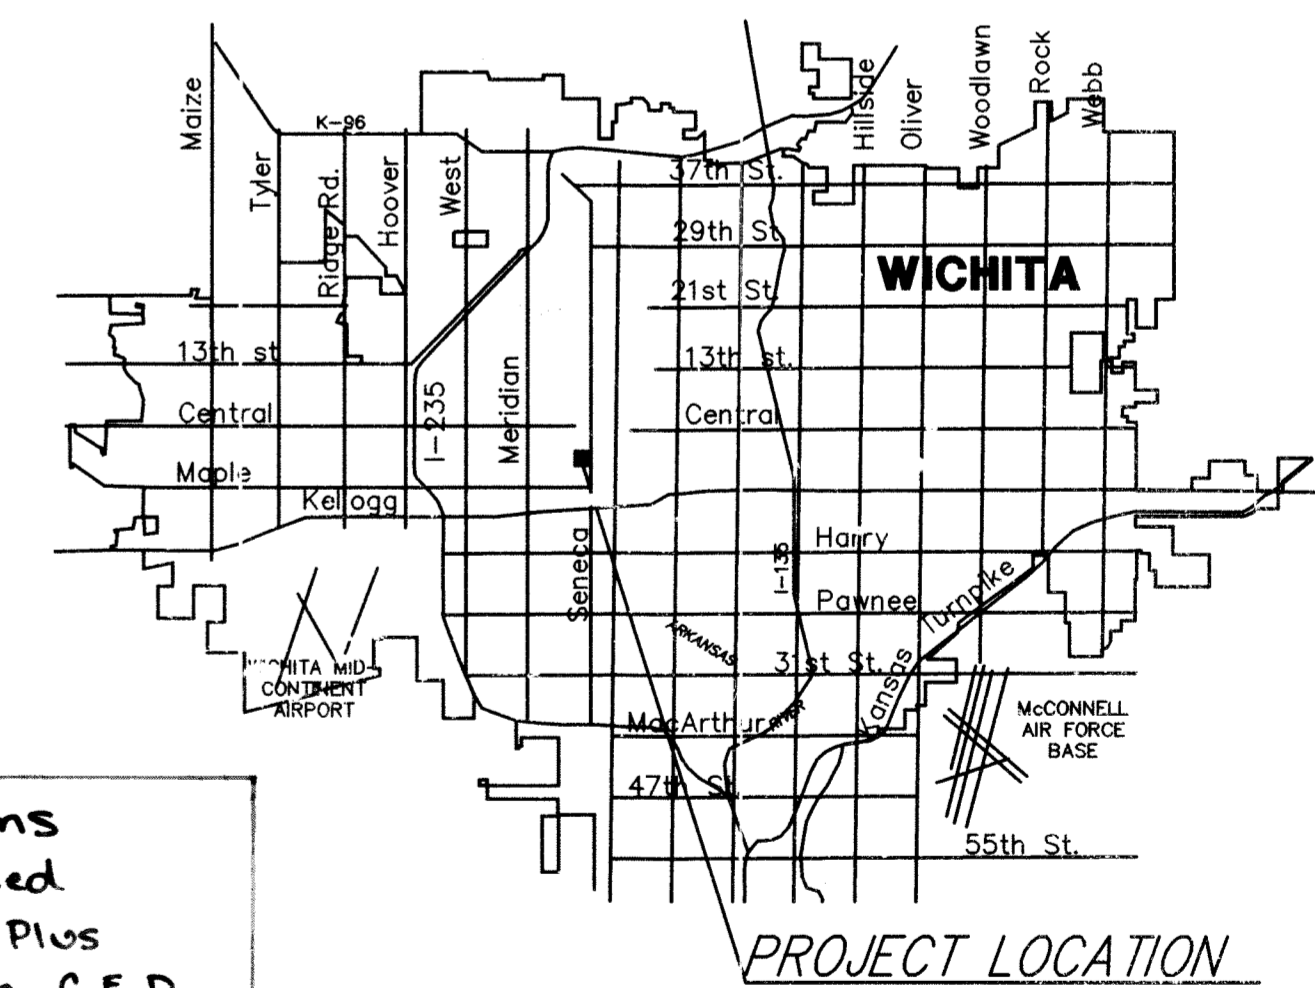 Maize
Tyler
K-96
Ridge Rd.
Hoover
West
Hillside
Oliver
Woodlawn
Rock
Webb
37th St.
29th St
WICHITA
21st St.
13th st
13th st.
Central
Central
I-235
Meridian
Maple
Kellogg
Seneca
I-135
Harry
Pawnee
Kansas Turnpike
ARKANSAS
RIVER
31st St.
MacArthur
47th St.
55th St.
WICHITA MID-
CONTINENT
AIRPORT
McCONNELL
AIR FORCE
BASE
PROJECT LOCATION
Plus